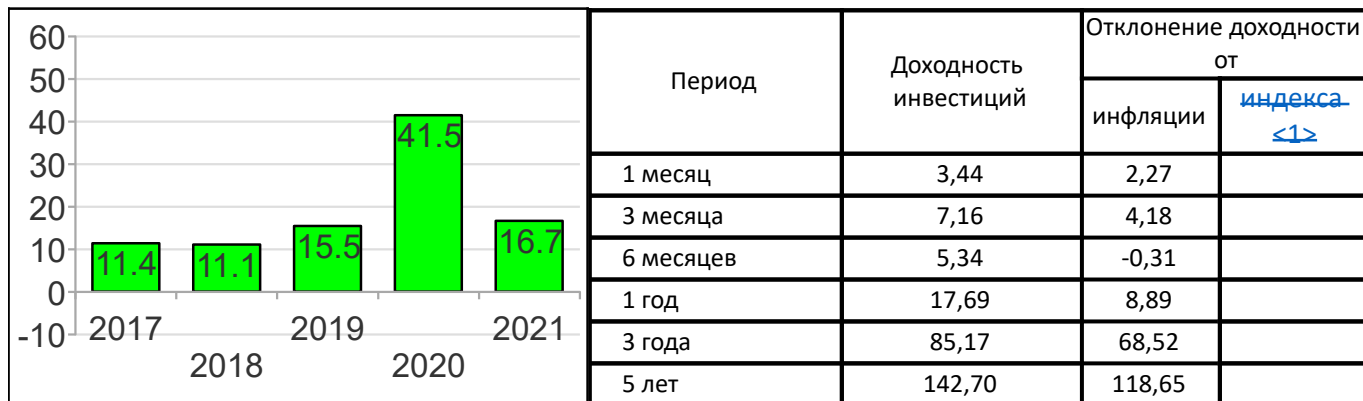 60
50
40
30
20
10
0
-10
11.4
11.1
15.5
41.5
16.7
2017
2018
2019
2020
2021
Период
Доходность
инвестиций
Отклонение доходности
от
инфляции
индекса
<1>
1 месяц 3,44 2,27
3 месяца 7,16 4,18
6 месяцев 5,34 -0,31
1 год 17,69 8,89
3 года 85,17 68,52
5 лет 142,70 118,65